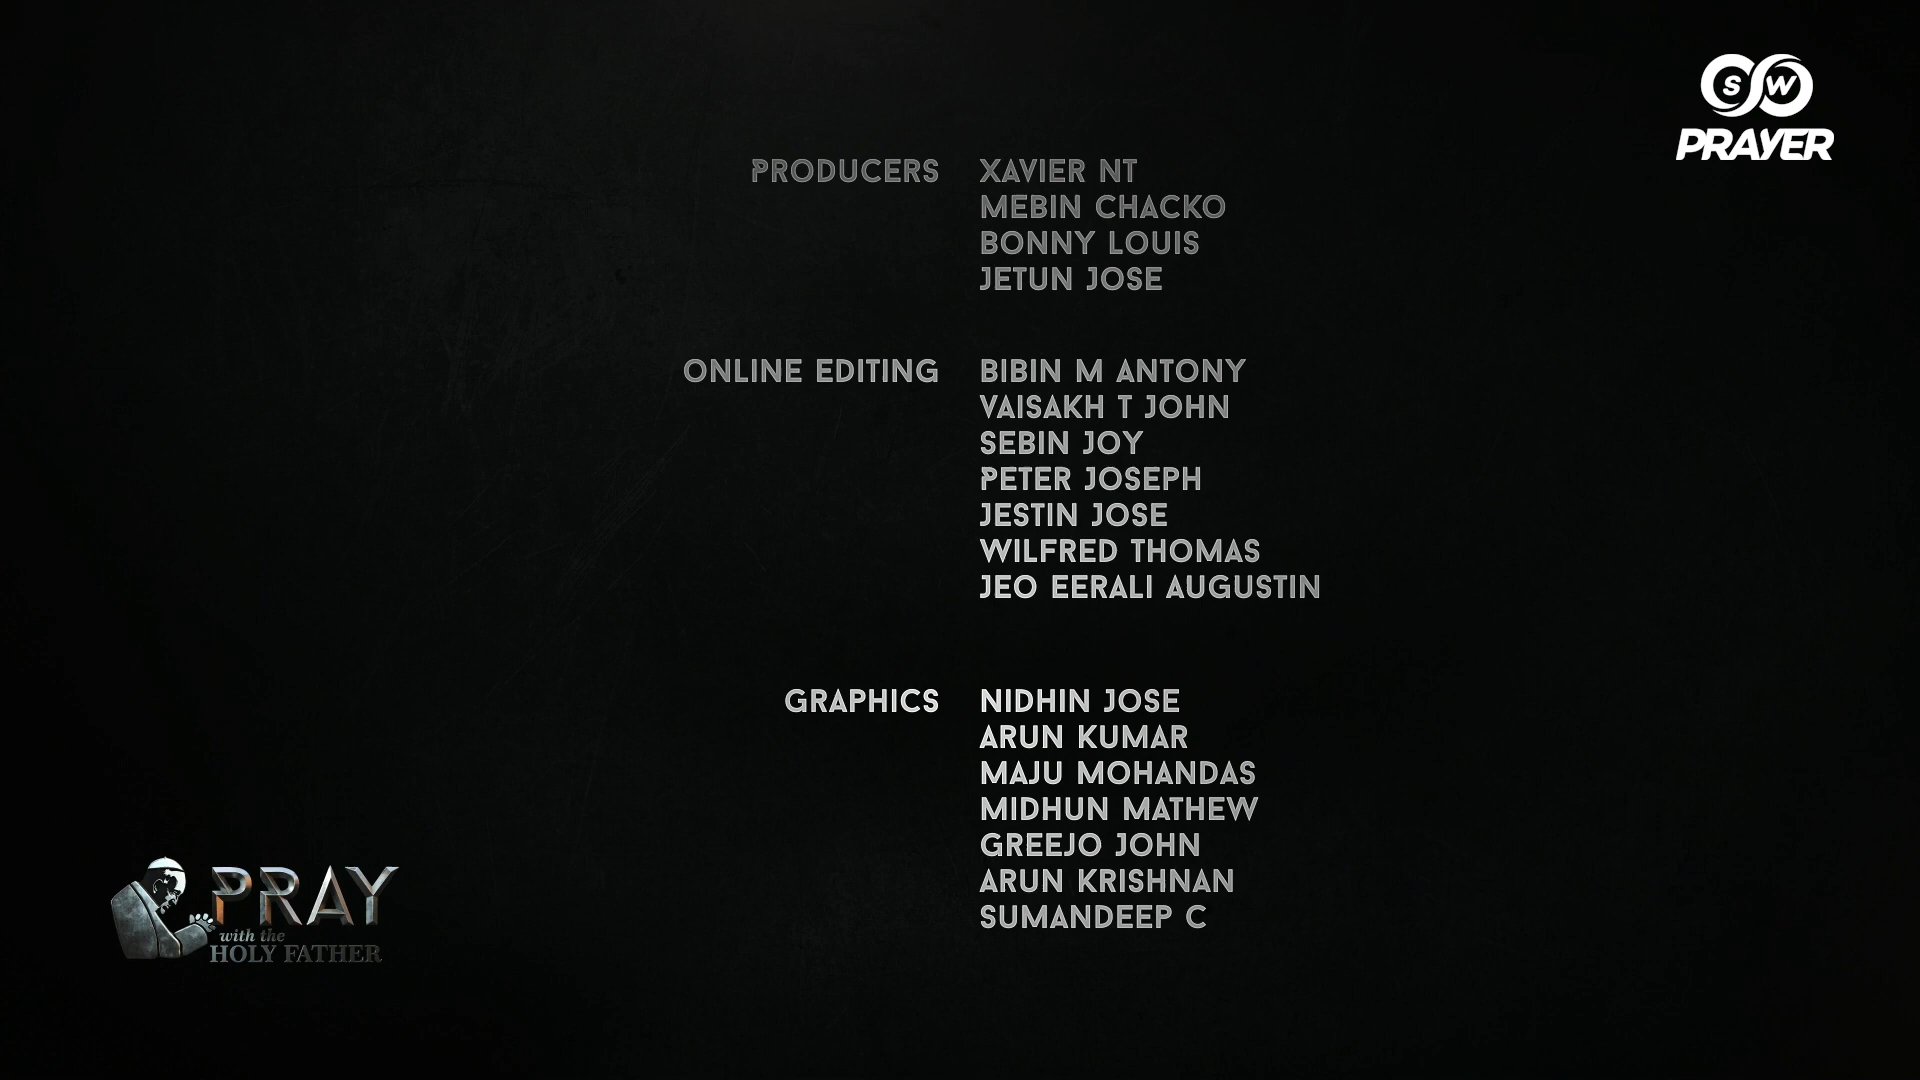 SW
PRAYER
PRODUCERS XAVIER NT
MEBIN CHACKO
BONNY LOUIS
JETUN JOSE
ONLINE EDITING BIBIN M ANTONY
VAISAKH T JOHN
SEBIN JOY
PETER JOSEPH
JESTIN JOSE
WILFRED THOMAS
JEO EERALI AUGUSTIN
GRAPHICS NIDHIN JOSE
ARUN KUMAR
MAJU MOHANDAS
MIDHUN MATHEW
GREEJO JOHN
ARUN KRISHNAN
SUMANDEEP C
PRAY
with the
HOLY FATHER